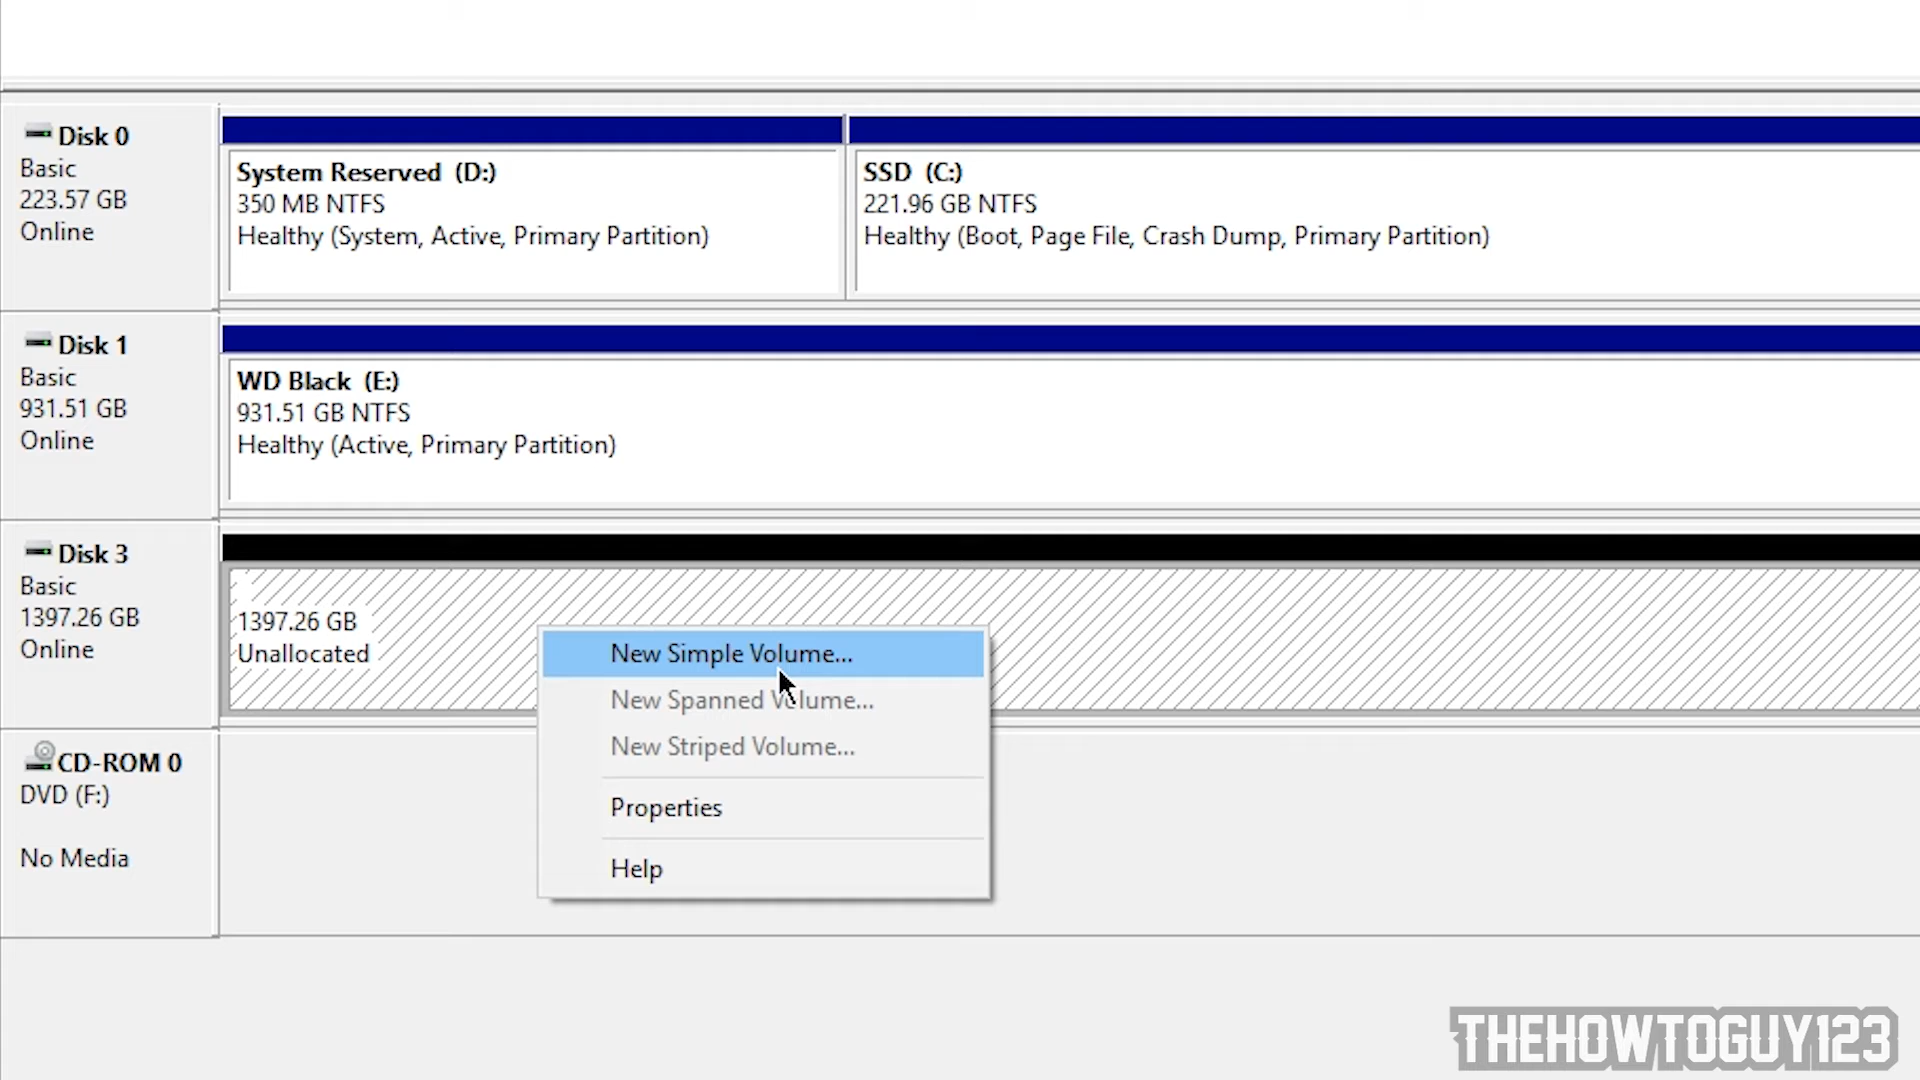 Disk 0
Basic
223.57 GB
Online
System Reserved (D:)
350 MB NTFS
Healthy (System, Active, Primary Partition)
SSD (C:)
221.96 GB NTFS
Healthy (Boot, Page File, Crash Dump, Primary Partition)
Disk 1
Basic
931.51 GB
Online
WD Black (E:)
931.51 GB NTFS
Healthy (Active, Primary Partition)
Disk 3
Basic
1397.26 GB
Online
1397.26 GB
Unallocated
New Simple Volume...
New Spanned Volume...
New Striped Volume...
Properties
Help
CD-ROM 0
DVD (F:)
No Media
THEHOWTOGUY123